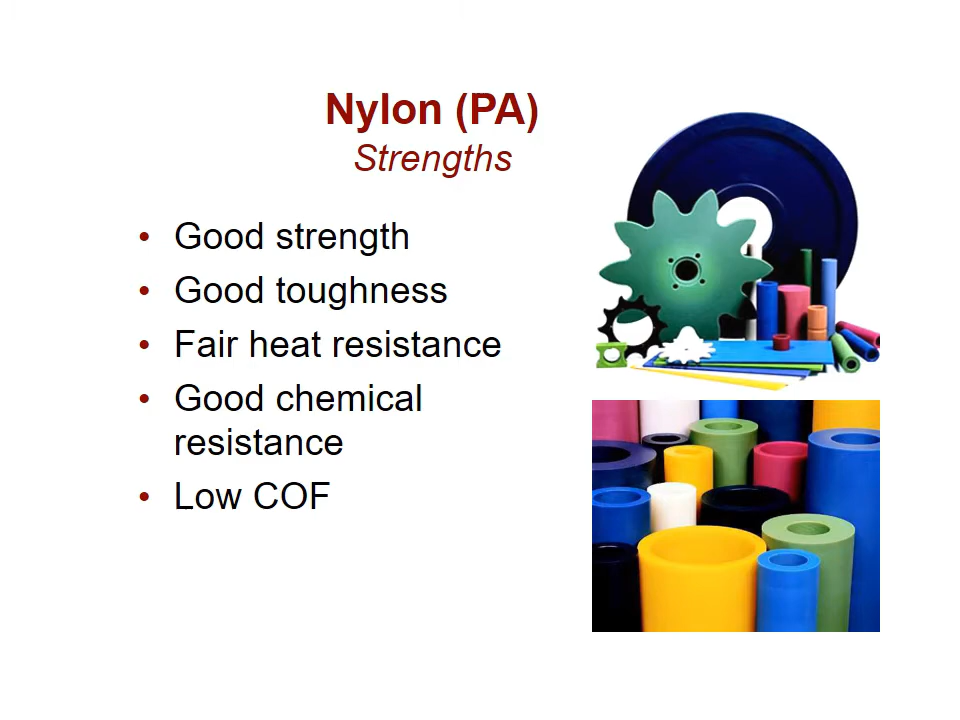 Nylon (PA)
Strengths
• Good strength
• Good toughness
• Fair heat resistance
• Good chemical
resistance
• Low COF